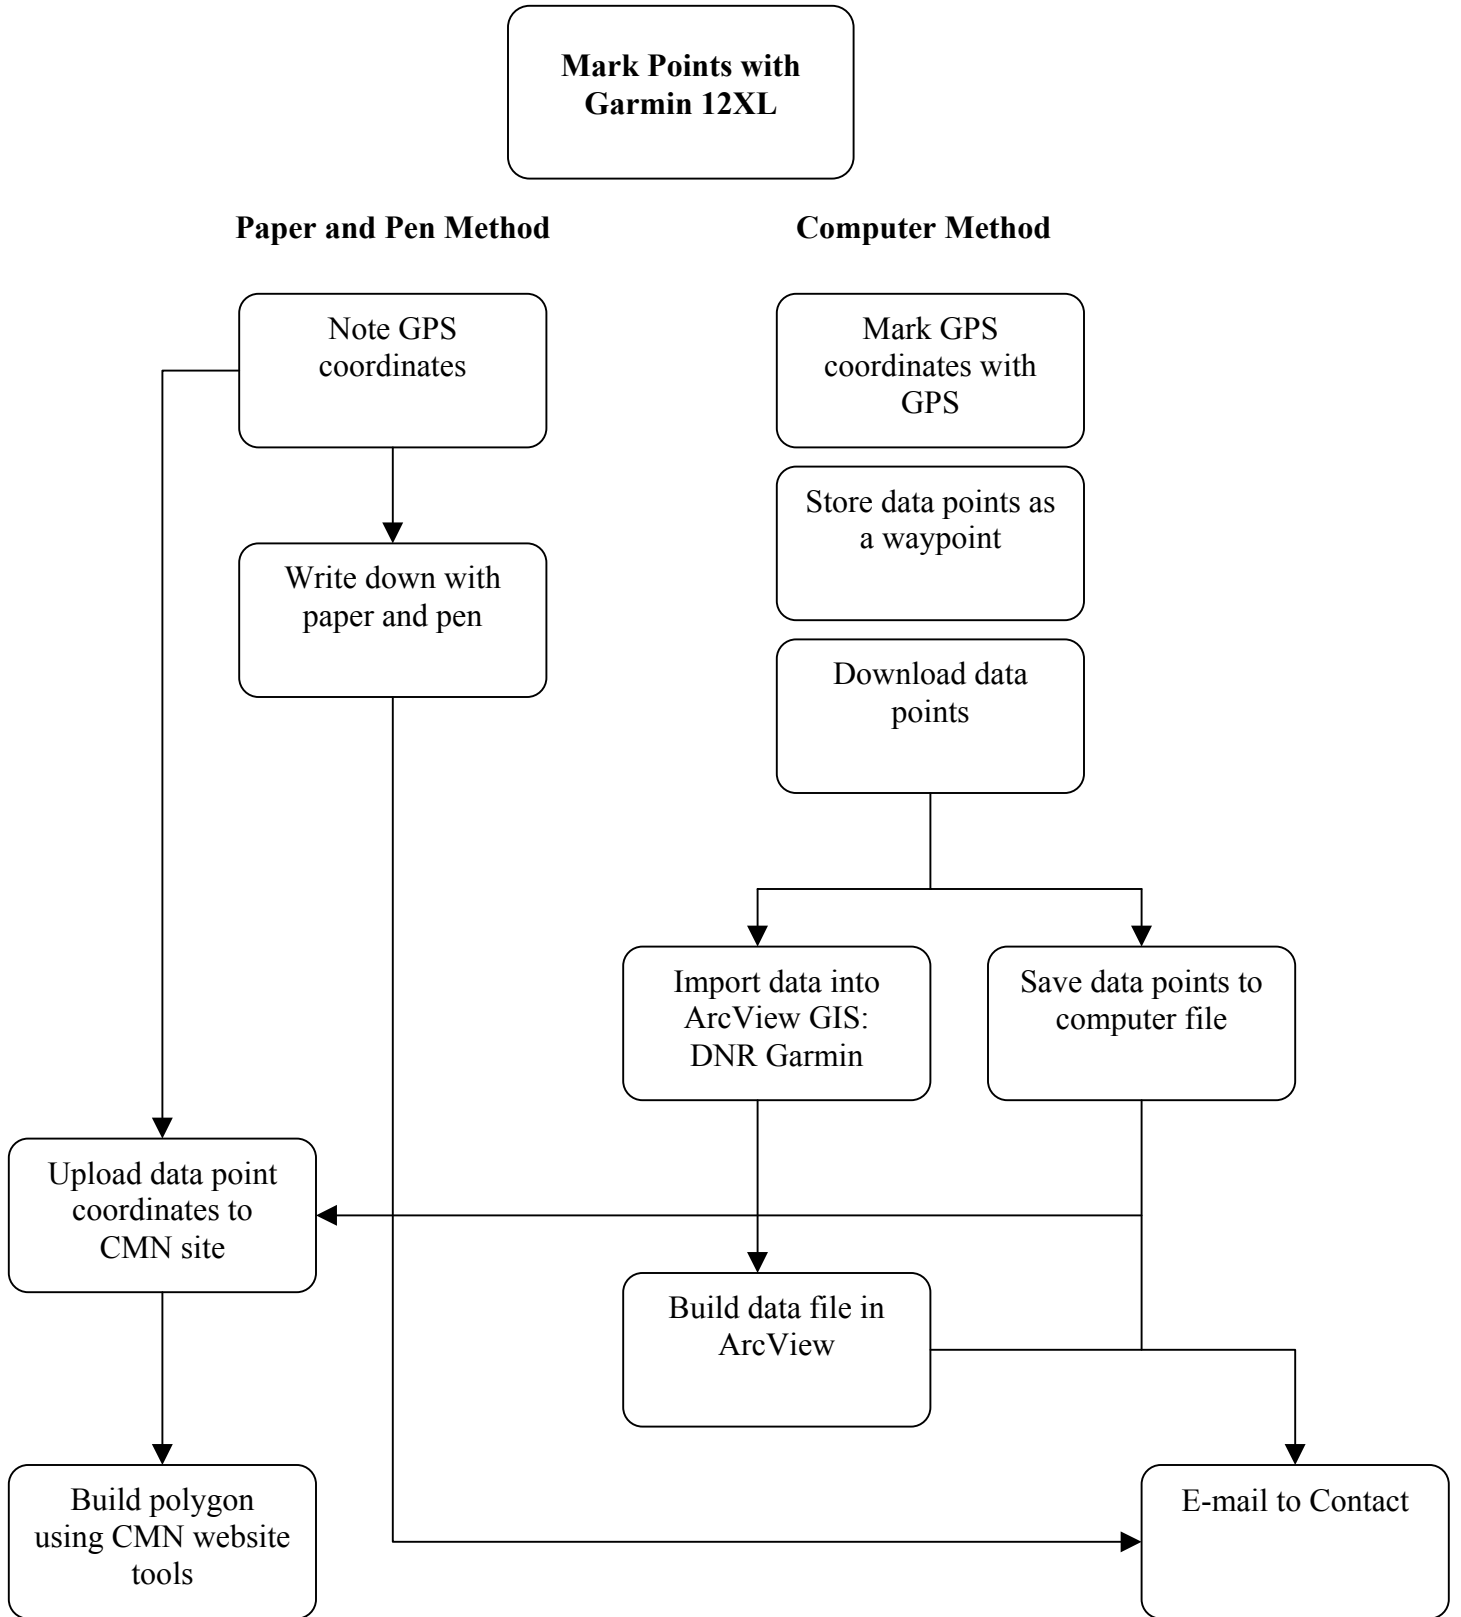 Mark Points with
Garmin 12XL
Paper and Pen Method
Computer Method
Note GPS
coordinates
Mark GPS
coordinates with
GPS
Store data points as
a waypoint
Write down with
paper and pen
Download data
points
Import data into
ArcView GIS:
DNR Garmin
Save data points to
computer file
Upload data point
coordinates to
CMN site
Build data file in
ArcView
Build polygon
using CMN website
tools
E-mail to Contact